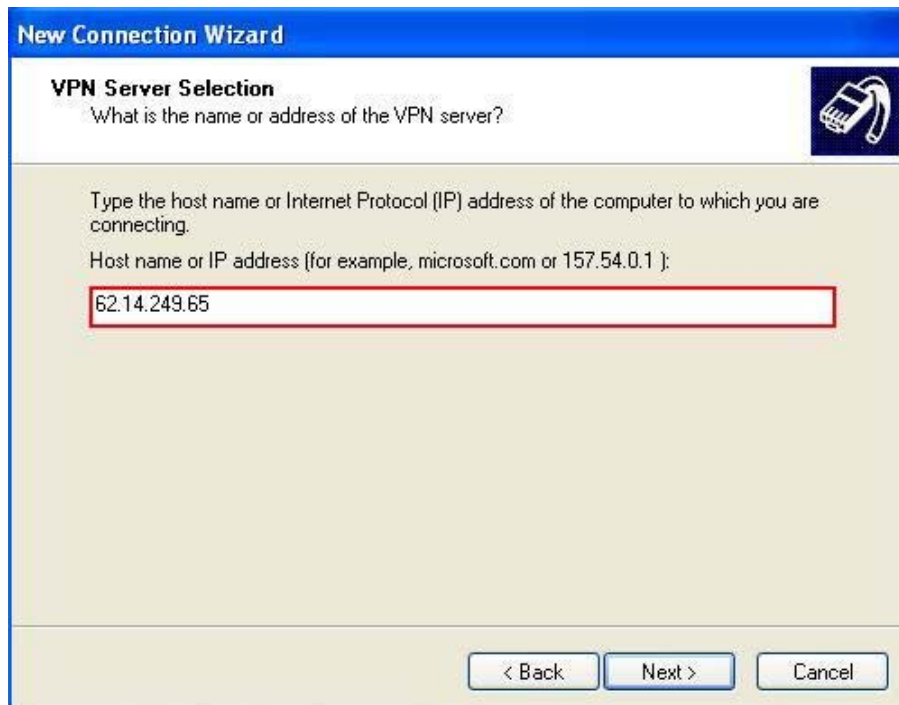 New Connection Wizard
VPN Server Selection
What is the name or address of the VPN server?
Type the host name or Internet Protocol (IP) address of the computer to which you are
connecting.
Host name or IP address (for example, microsoft.com or 157.54.0.1 ):
62.14.249.65
< Back
Next >
Cancel